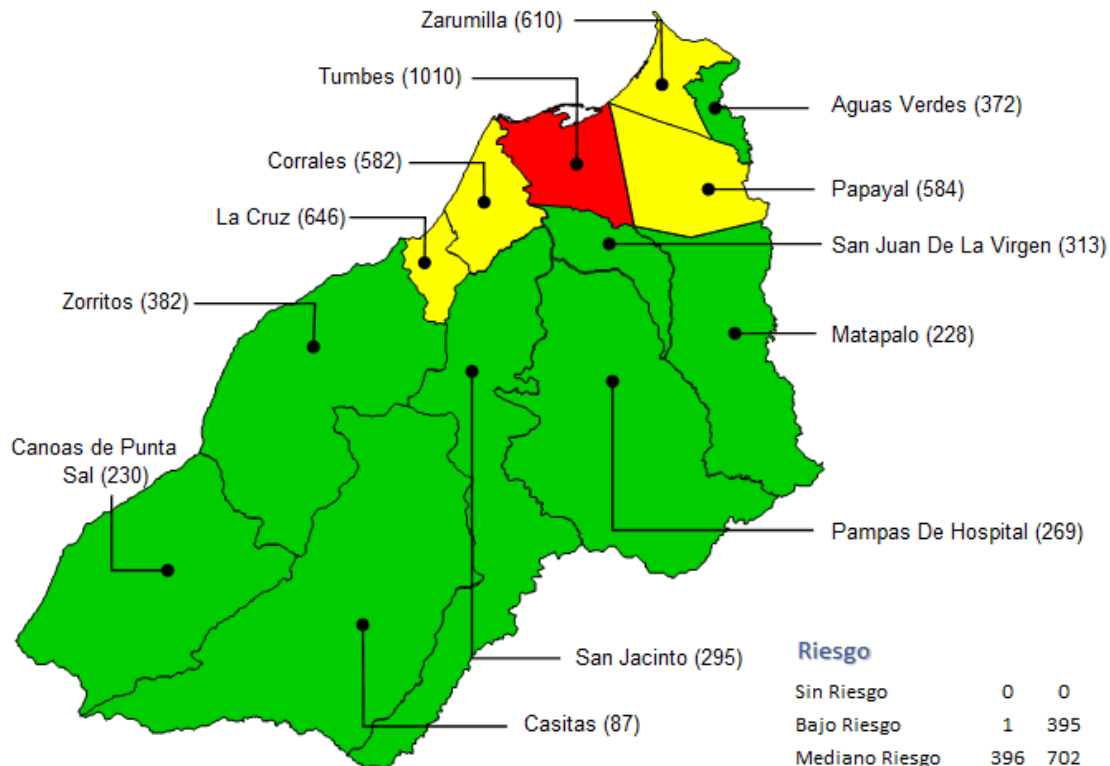 Zarumilla (610)
Tumbes (1010)
Aguas Verdes (372)
Corrales (582)
Papayal (584)
La Cruz (646)
San Juan De La Virgen (313)
Zorritos (382)
Matapalo (228)
Canoas de Punta
Sal (230)
Pampas De Hospital (269)
San Jacinto (295)
Casitas (87)
Riesgo
Sin Riesgo 0 0
Bajo Riesgo 1 395
Mediano Riesgo 396 702